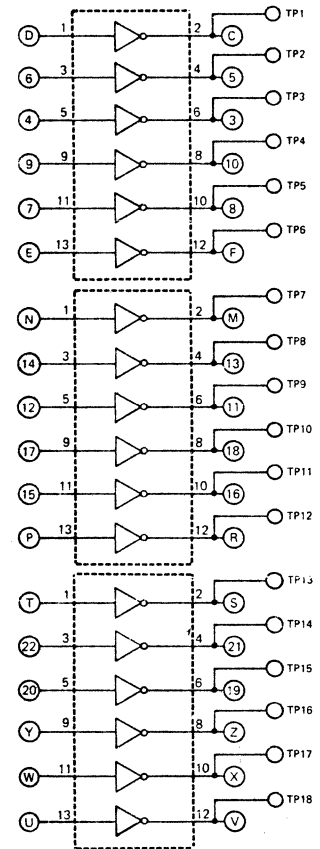 TP1
D 1 2 C
TP2
6 3 4 5
TP3
4 5 6 3
TP4
9 9 8 10
TP5
7 11 10 8
TP6
E 13 12 F
TP7
N 1 2 M
TP8
14 3 4 13
TP9
12 5 6 11
TP10
17 9 8 18
TP11
15 11 10 16
TP12
P 13 12 R
TP13
T 1 2 S
TP14
22 3 4 21
TP15
20 5 6 19
TP16
Y 9 8 Z
TP17
W 11 10 X
TP18
U 13 12 V